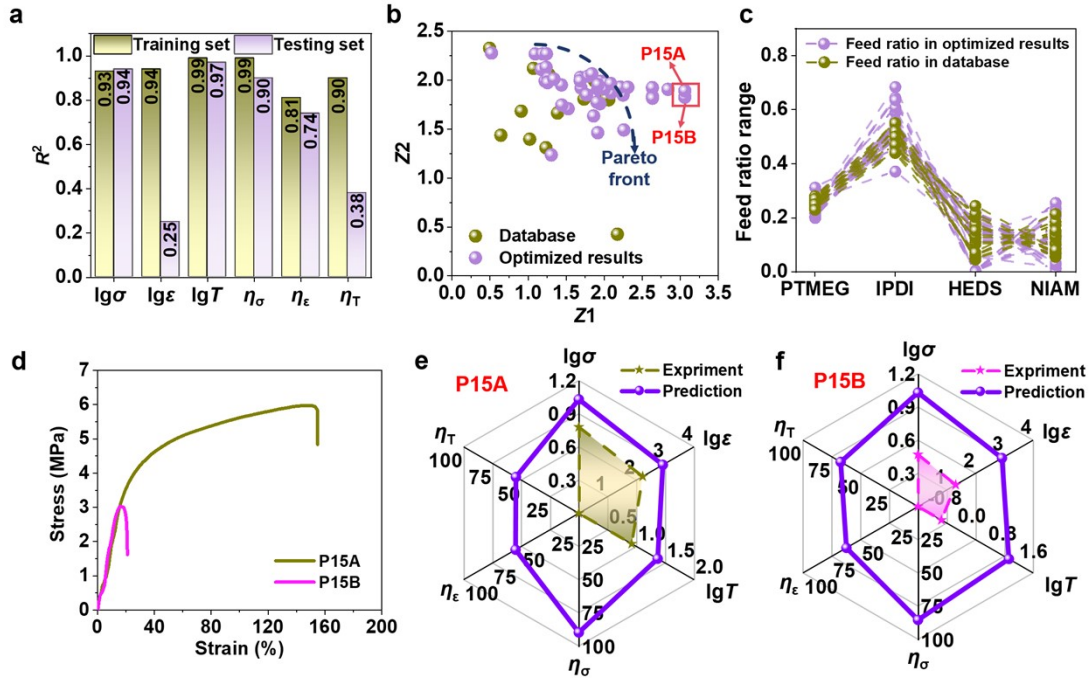 a
R²
1.0
0.8
0.6
0.4
0.2
0.0
Training set
Testing set
0.93
0.94
0.94
0.25
0.99
0.97
0.99
0.90
0.81
0.74
0.90
0.38
lgσ
lgε
lgT
ησ
ηε
ηT
b
Z2
2.5
2.0
1.5
1.0
0.5
0.0
P15A
P15B
Pareto
front
Database
Optimized results
0.0
0.5
1.0
1.5
2.0
2.5
3.0
3.5
Z1
c
Feed ratio range
0.8
0.6
0.4
0.2
0.0
Feed ratio in optimized results
Feed ratio in database
PTMEG
IPDI
HEDS
NIAM
d
Stress (MPa)
7
6
5
4
3
2
1
0
P15A
P15B
0
40
80
120
160
200
Strain (%)
e
P15A
lgσ
Expriment
Prediction
1.2
0.9
0.6
0.3
lgε
4
3
2
1
0.5
1.0
1.5
2.0
lgT
25
50
75
100
ησ
25
50
75
100
ηε
25
50
75
100
ηT
f
P15B
lgσ
Expriment
Prediction
1.2
0.9
0.6
0.3
lgε
4
3
2
1
-0.8
0.0
0.8
1.6
lgT
25
50
75
100
ησ
25
50
75
100
ηε
25
50
75
100
ηT